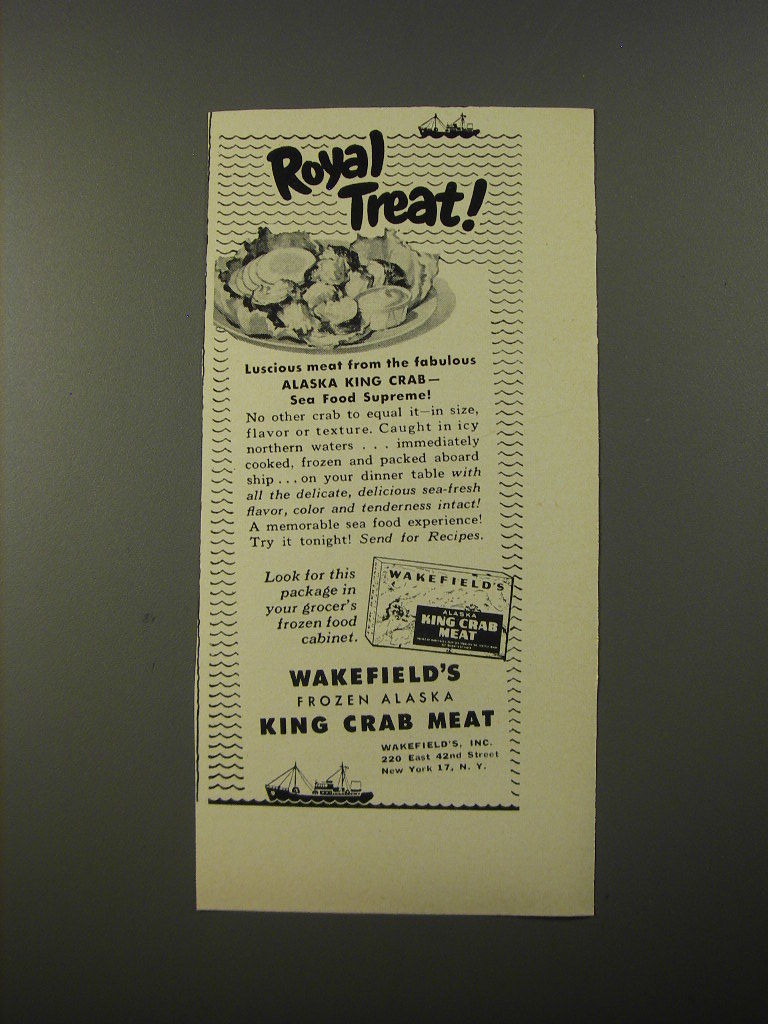 Royal
Treat!
Luscious meat from the fabulous
ALASKA KING CRAB—
Sea Food Supreme!
No other crab to equal it—in size,
flavor or texture. Caught in icy
northern waters . . . immediately
cooked, frozen and packed aboard
ship . . . on your dinner table with
all the delicate, delicious sea-fresh
flavor, color and tenderness intact!
A memorable sea food experience!
Try it tonight! Send for Recipes.
Look for this
package in
your grocer's
frozen food
cabinet.
WAKEFIELD'S
ALASKA
KING CRAB
MEAT
WAKEFIELD'S
FROZEN ALASKA
KING CRAB MEAT
WAKEFIELD'S, INC.
220 East 42nd Street
New York 17, N. Y.